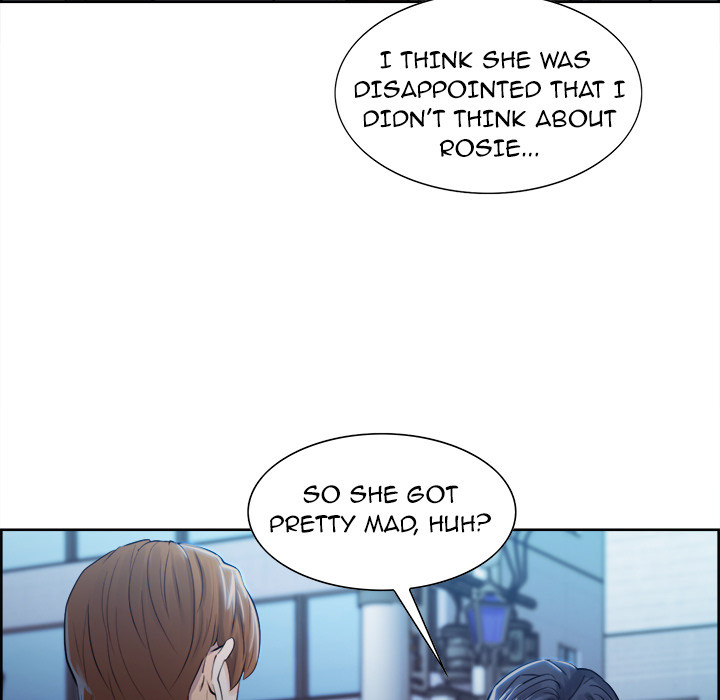 I THINK SHE WAS
DISAPPOINTED THAT I
DIDN'T THINK ABOUT
ROSIE...
SO SHE GOT
PRETTY MAD, HUH?